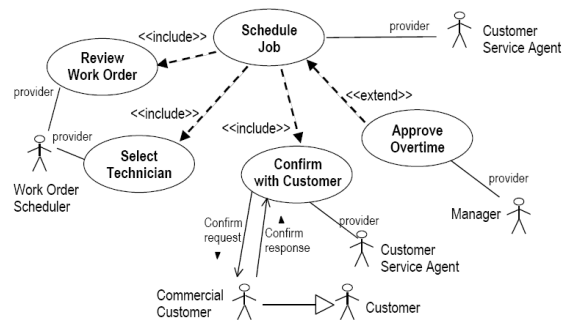 Schedule
Job
provider
Customer
Service Agent
<<include>>
Review
Work Order
provider
<<include>>
<<extend>>
provider
Select
Technician
<<include>>
Approve
Overtime
Work Order
Scheduler
Confirm
with Customer
provider
Manager
Confirm
request
Confirm
response
provider
Customer
Service Agent
Commercial
Customer
Customer